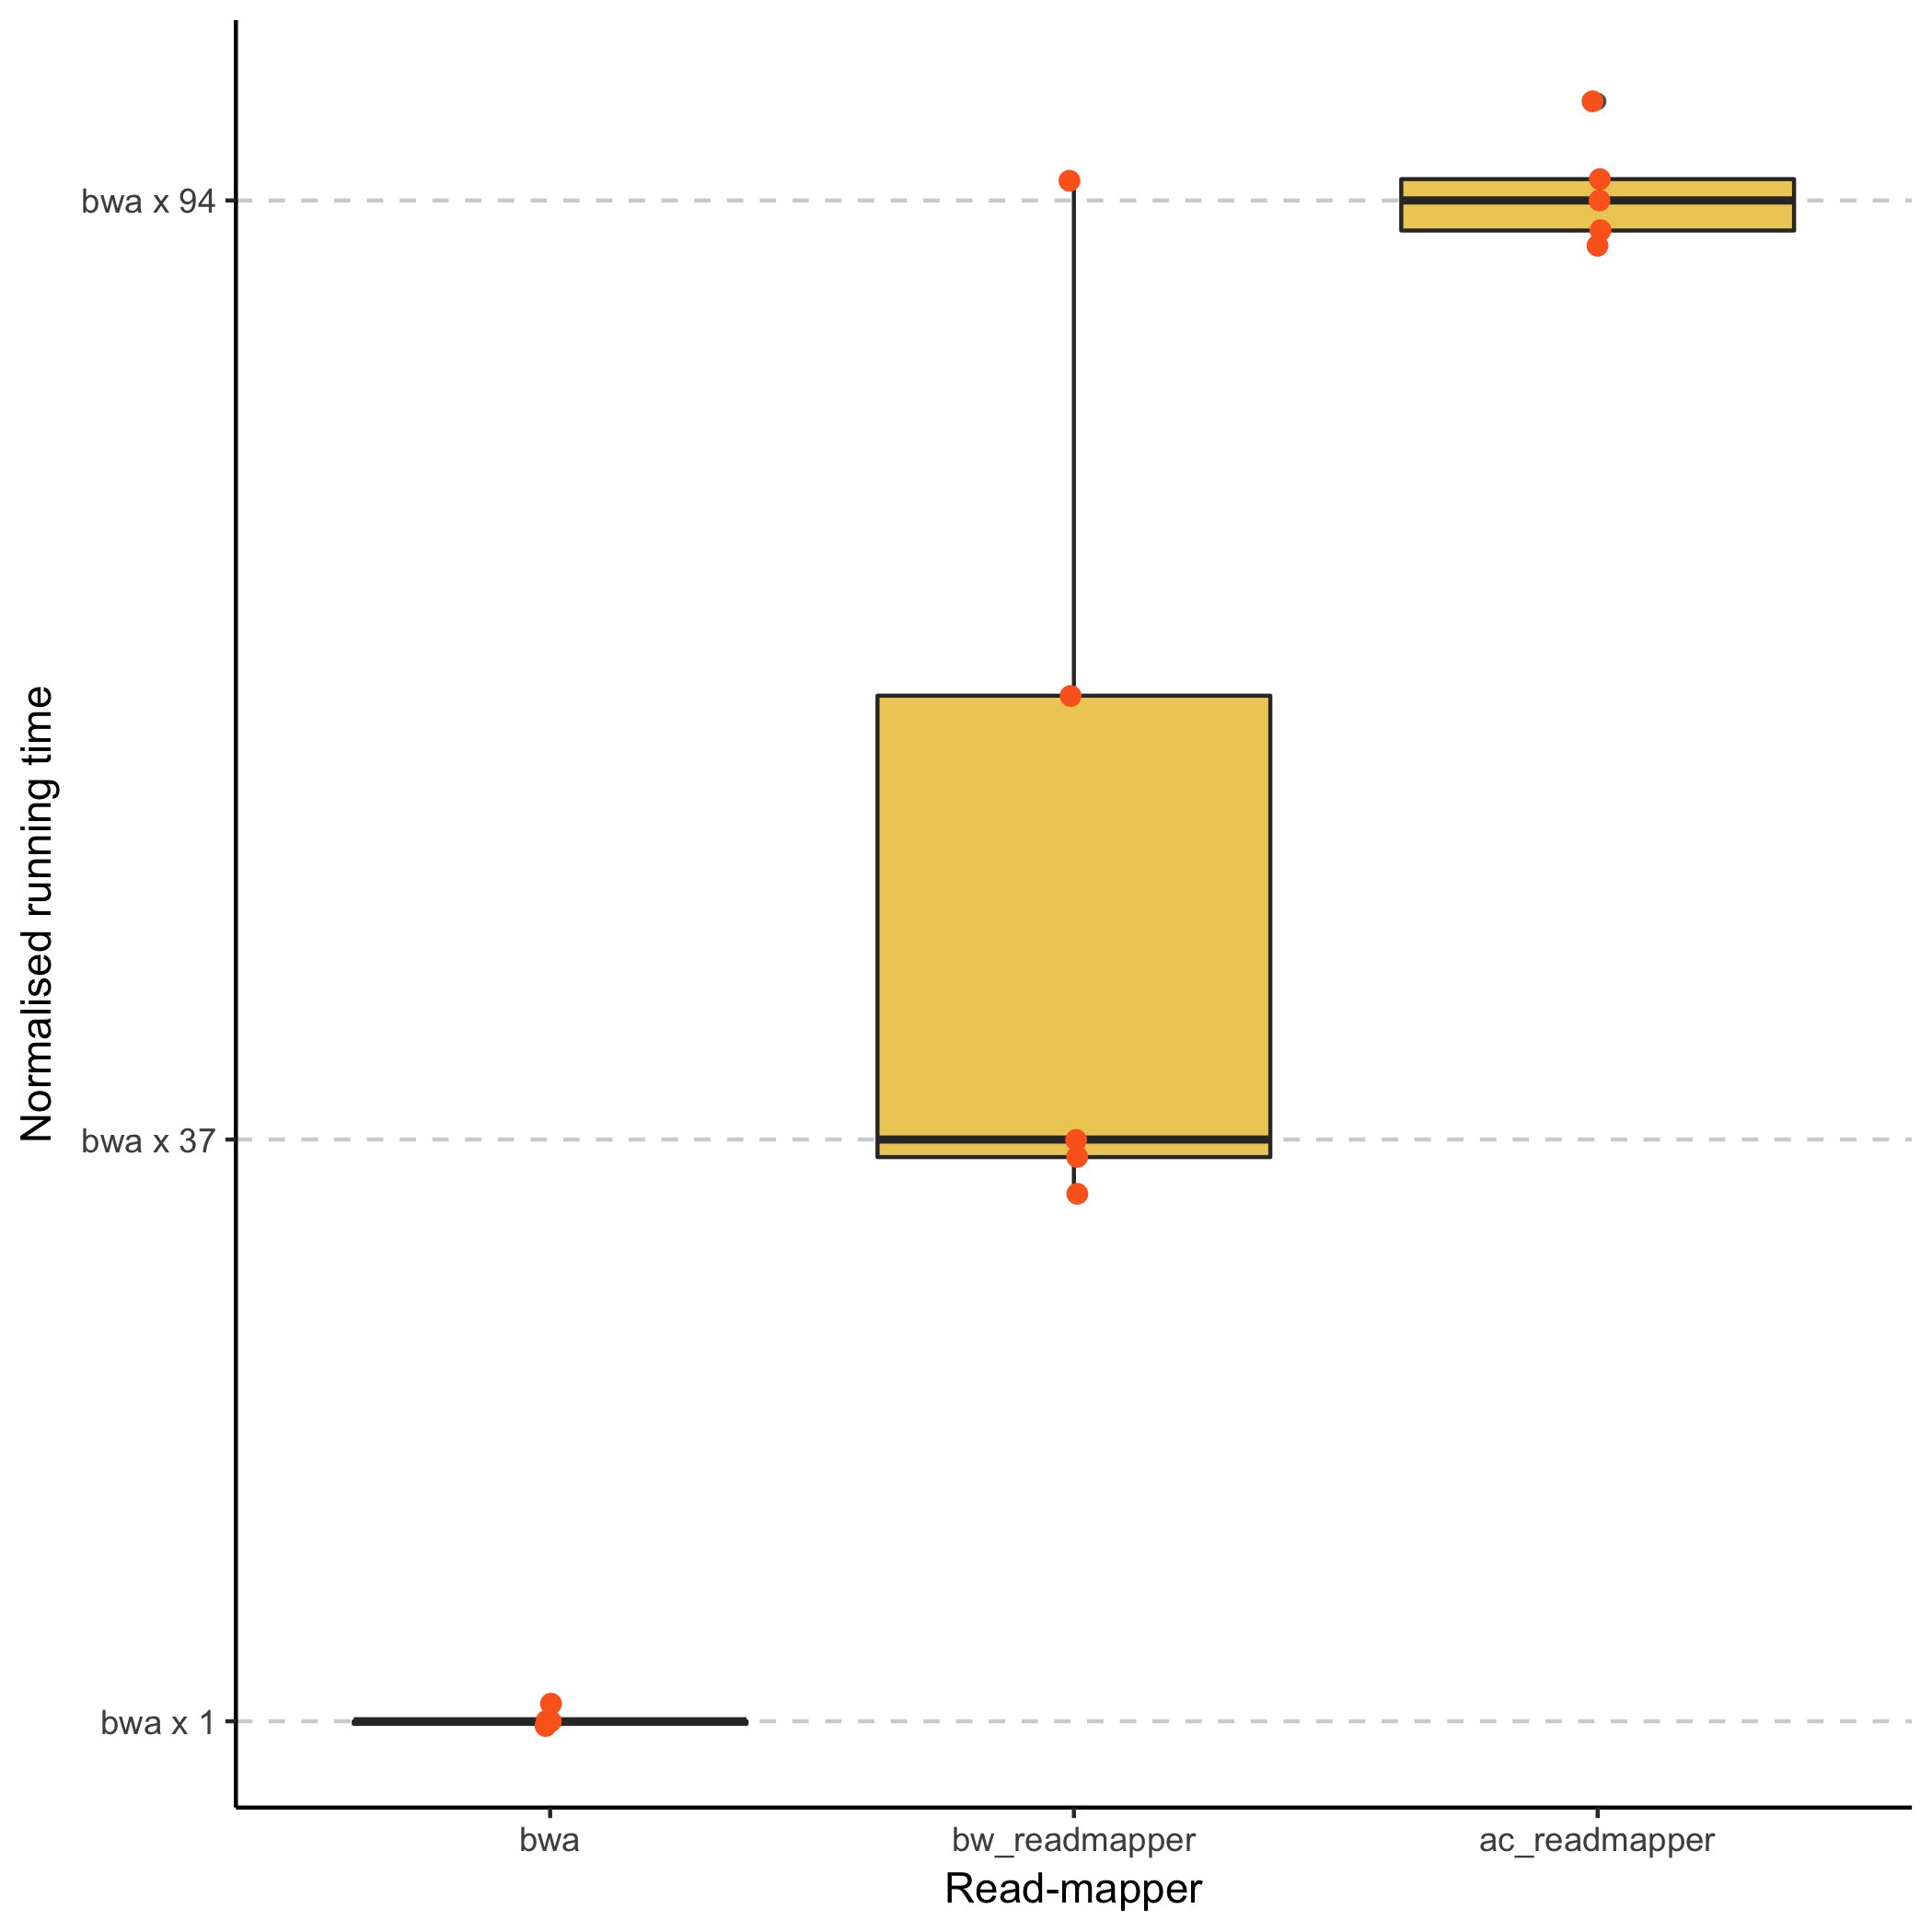 Normalised running time
bwa x 94
bwa x 37
bwa x 1
bwa
bw_readmapper
ac_readmapper
Read-mapper